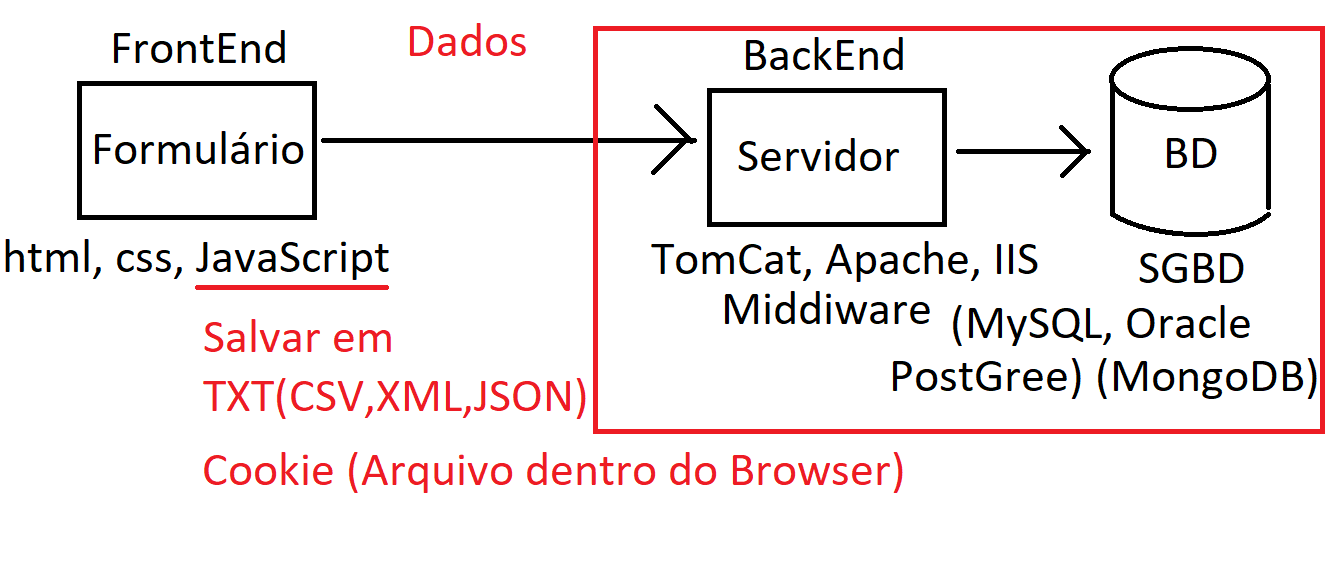 FrontEnd
Dados
BackEnd
Formulário
Servidor
BD
html, css, JavaScript
TomCat, Apache, IIS
Middiware
SGBD
(MySQL, Oracle
PostGree) (MongoDB)
Salvar em
TXT(CSV,XML,JSON)
Cookie (Arquivo dentro do Browser)